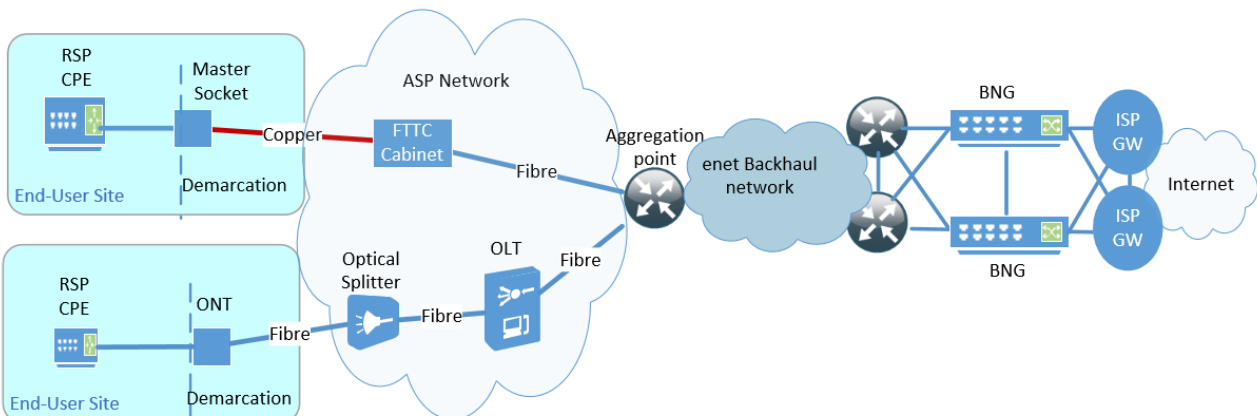 RSP
CPE
Master
Socket
Copper
Demarcation
End-User Site
ASP Network
FTTC
Cabinet
Fibre
Aggregation
point
enet Backhaul
network
BNG
BNG
ISP
GW
ISP
GW
Internet
RSP
CPE
ONT
Fibre
Demarcation
End-User Site
Optical
Splitter
Fibre
OLT
Fibre